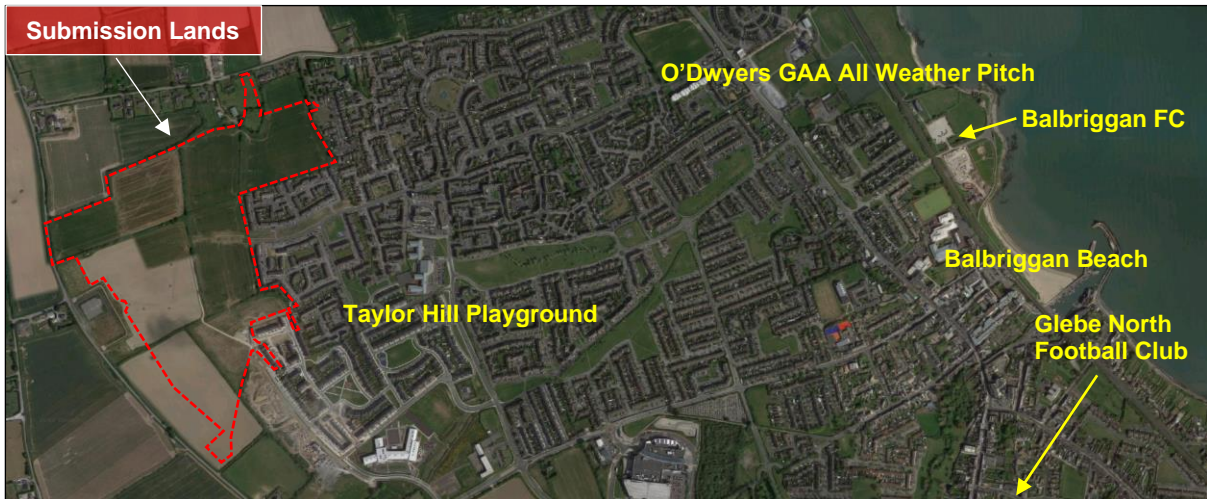 Submission Lands
O’Dwyers GAA All Weather Pitch
Balbriggan FC
Balbriggan Beach
Taylor Hill Playground
Glebe North
Football Club